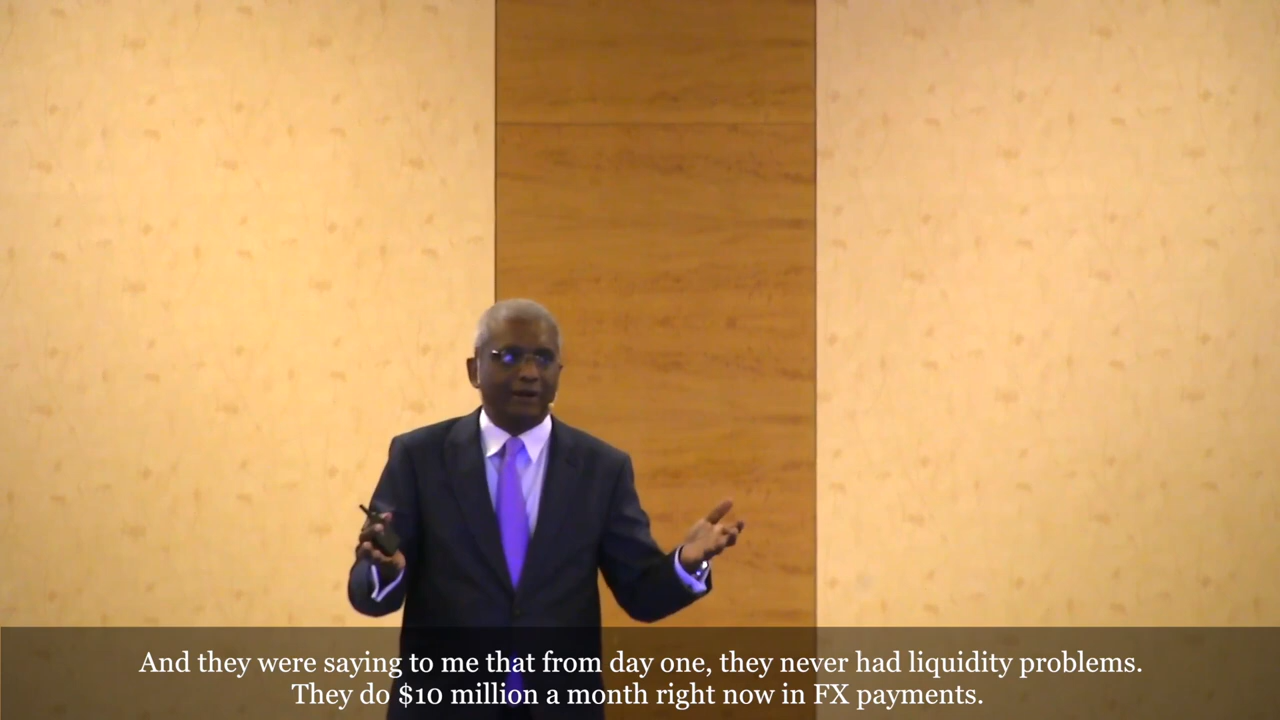 And they were saying to me that from day one, they never had liquidity problems.
They do $10 million a month right now in FX payments.